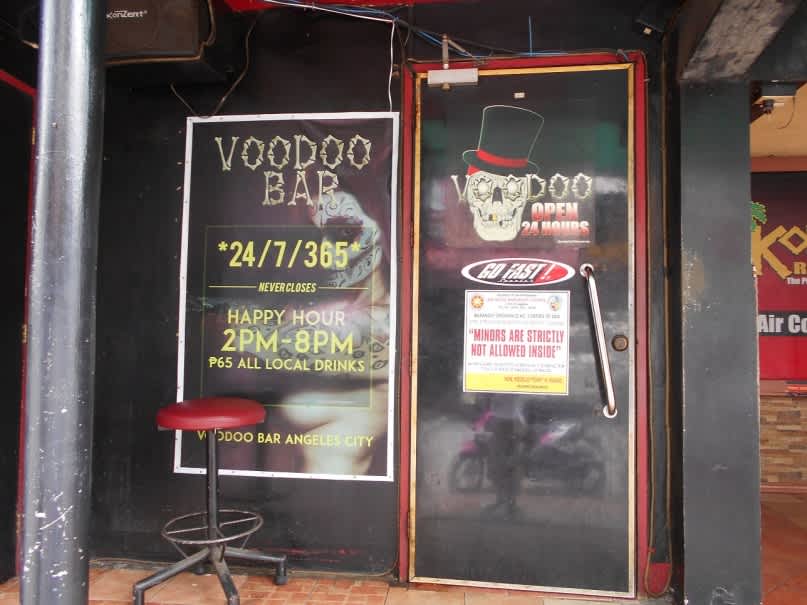 KONZERT
VOODOO
BAR
*24/7/365*
NEVER CLOSES
HAPPY HOUR
2PM-8PM
₱65 ALL LOCAL DRINKS
VOODOO BAR ANGELES CITY
VOODOO
OPEN
24 HOURS
GO FAST!
"MINORS ARE STRICTLY
NOT ALLOWED INSIDE"
Air Co